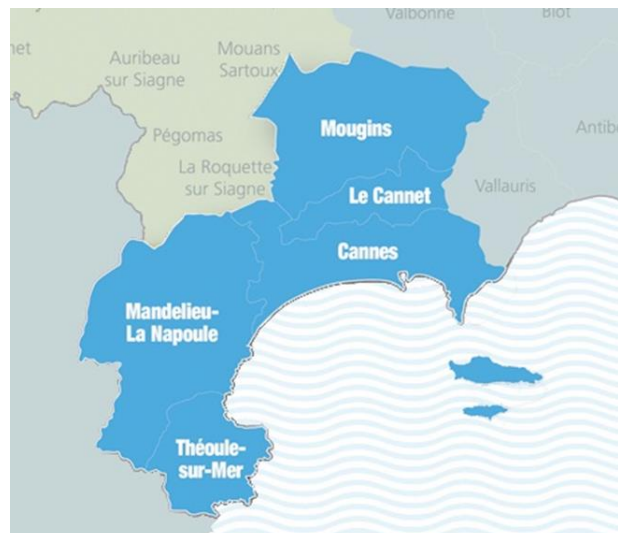 Valbonne
Biot
net
Auribeau
sur Siagne
Mouans
Sartoux
Mougins
Antib
Pégomas
La Roquette
sur Siagne
Le Cannet
Vallauris
Cannes
Mandelieu-
La Napoule
Théoule-
sur-Mer